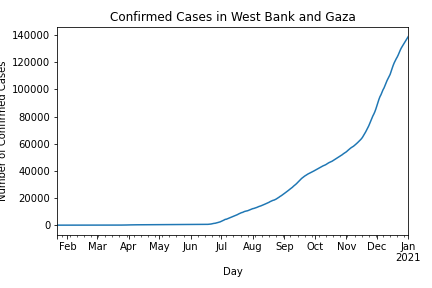 Confirmed Cases in West Bank and Gaza
140000
120000
100000
80000
60000
40000
20000
0
Number of Confirmed Cases
Feb Mar Apr May Jun Jul Aug Sep Oct Nov Dec Jan
2021
Day